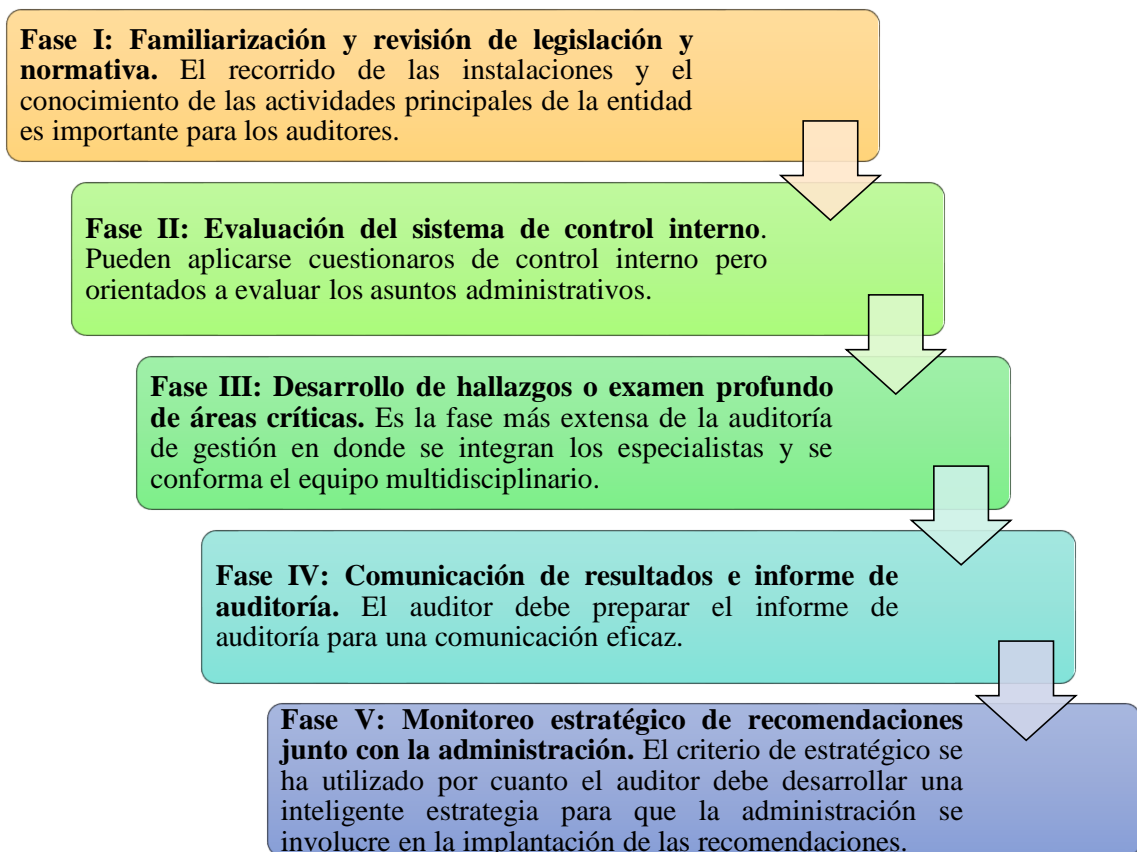 Fase I: Familiarización y revisión de legislación y
normativa. El recorrido de las instalaciones y el
conocimiento de las actividades principales de la entidad
es importante para los auditores.
Fase II: Evaluación del sistema de control interno.
Pueden aplicarse cuestionaros de control interno pero
orientados a evaluar los asuntos administrativos.
Fase III: Desarrollo de hallazgos o examen profundo
de áreas críticas. Es la fase más extensa de la auditoría
de gestión en donde se integran los especialistas y se
conforma el equipo multidisciplinario.
Fase IV: Comunicación de resultados e informe de
auditoría. El auditor debe preparar el informe de
auditoría para una comunicación eficaz.
Fase V: Monitoreo estratégico de recomendaciones
junto con la administración. El criterio de estratégico se
ha utilizado por cuanto el auditor debe desarrollar una
inteligente estrategia para que la administración se
involucre en la implantación de las recomendaciones.